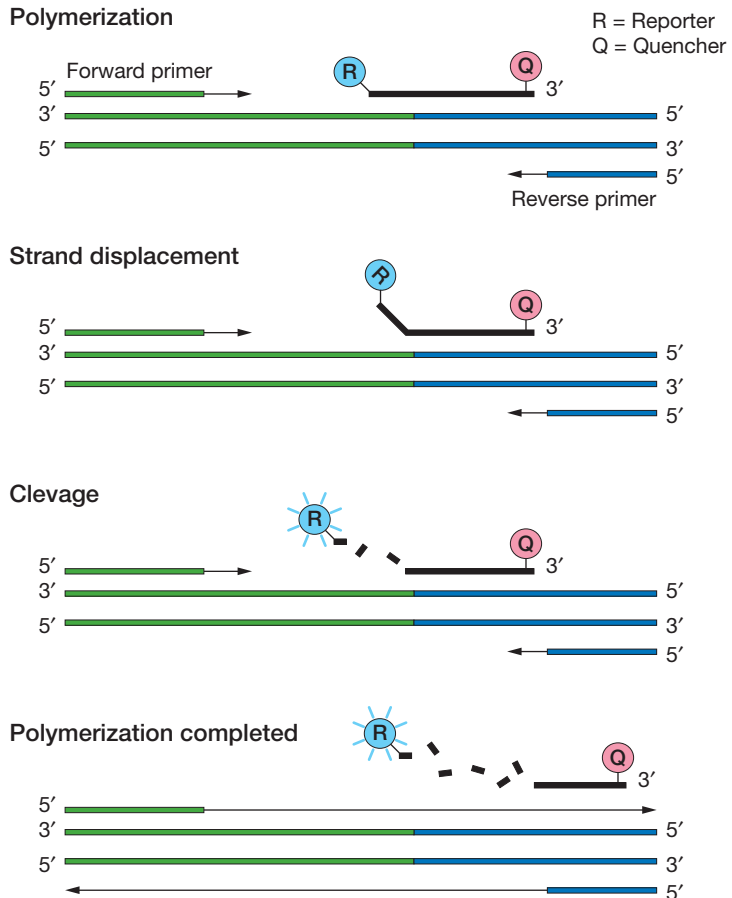 Polymerization
R = Reporter
Q = Quencher
Forward primer
R
Q
5′
3′
3′
5′
5′
3′
5′
Reverse primer
Strand displacement
R
Q
5′
3′
3′
5′
5′
3′
5′
Clevage
R
Q
5′
3′
3′
5′
5′
3′
5′
Polymerization completed
R
Q
3′
5′
3′
5′
5′
3′
5′